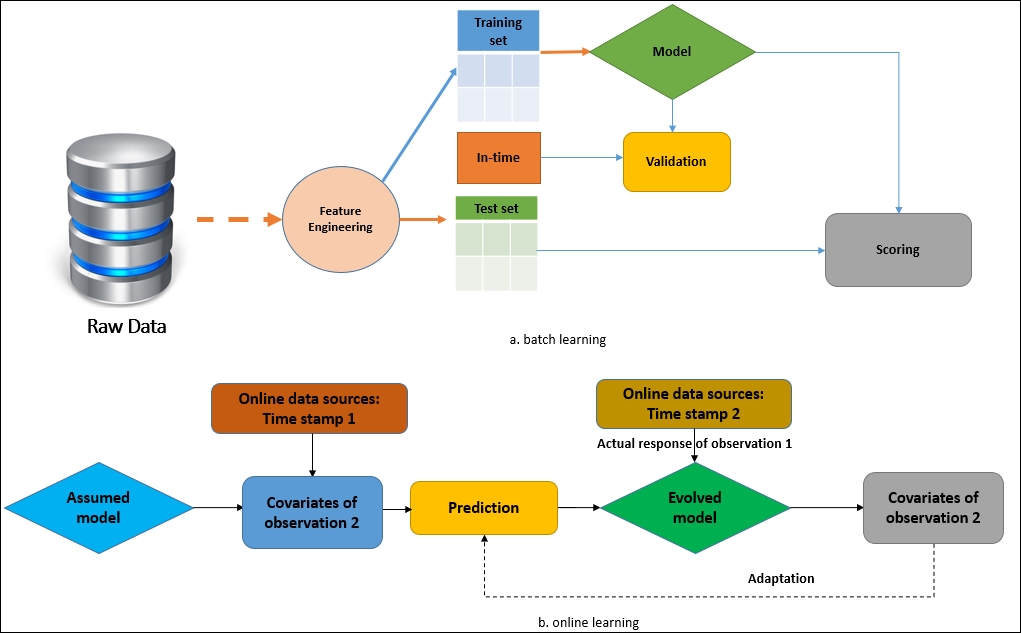 Training
set
Model
In-time
Validation
Feature
Engineering
Test set
Scoring
Raw Data
a. batch learning
Online data sources:
Time stamp 1
Online data sources:
Time stamp 2
Actual response of observation 1
Assumed
model
Covariates of
observation 2
Prediction
Evolved
model
Covariates of
observation 2
Adaptation
b. online learning